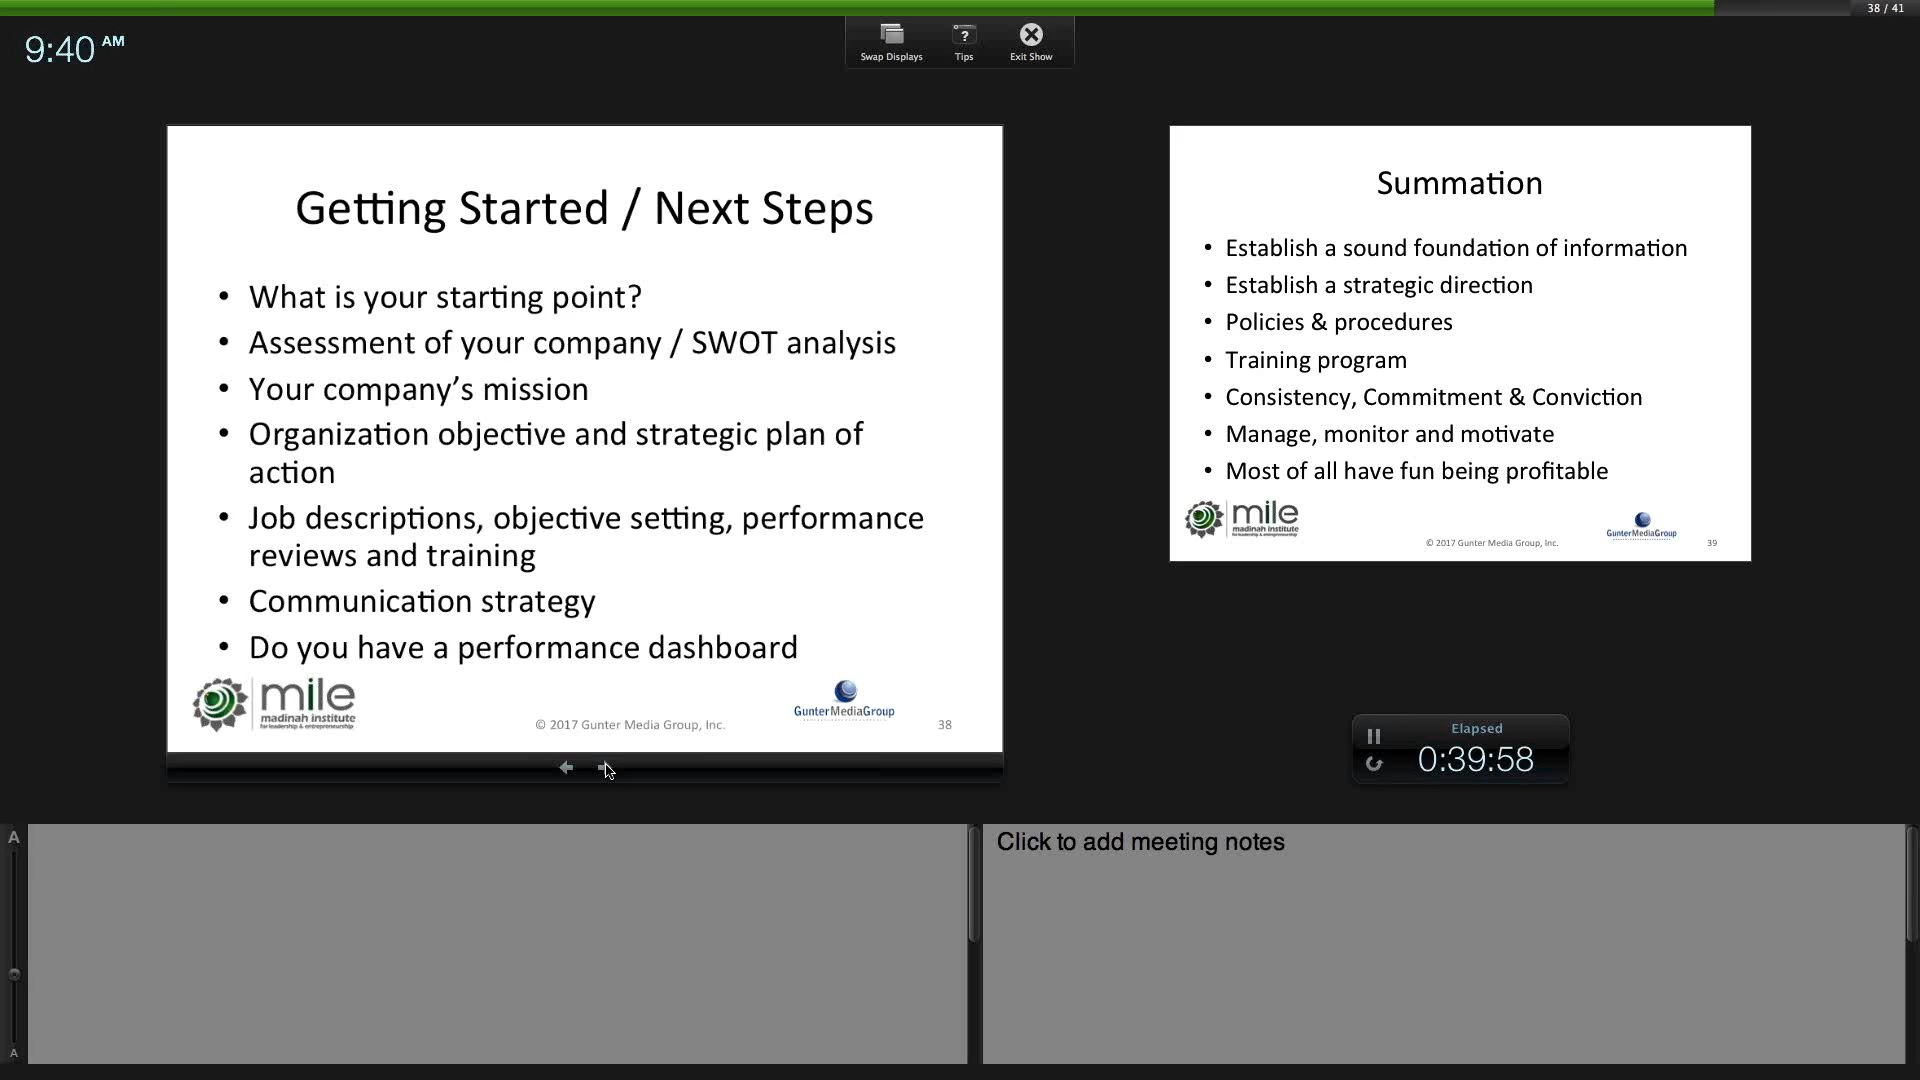 38 / 41
9:40 AM
Swap Displays
Tips
Exit Show
Getting Started / Next Steps
• What is your starting point?
• Assessment of your company / SWOT analysis
• Your company's mission
• Organization objective and strategic plan of
action
• Job descriptions, objective setting, performance
reviews and training
• Communication strategy
• Do you have a performance dashboard
mile
madinah institute
for leadership & entrepreneurship
© 2017 Gunter Media Group, Inc.
GunterMediaGroup
38
Summation
• Establish a sound foundation of information
• Establish a strategic direction
• Policies & procedures
• Training program
• Consistency, Commitment & Conviction
• Manage, monitor and motivate
• Most of all have fun being profitable
mile
madinah institute
for leadership & entrepreneurship
© 2017 Gunter Media Group, Inc.
GunterMediaGroup
39
Elapsed
0:39:58
A
A
Click to add meeting notes